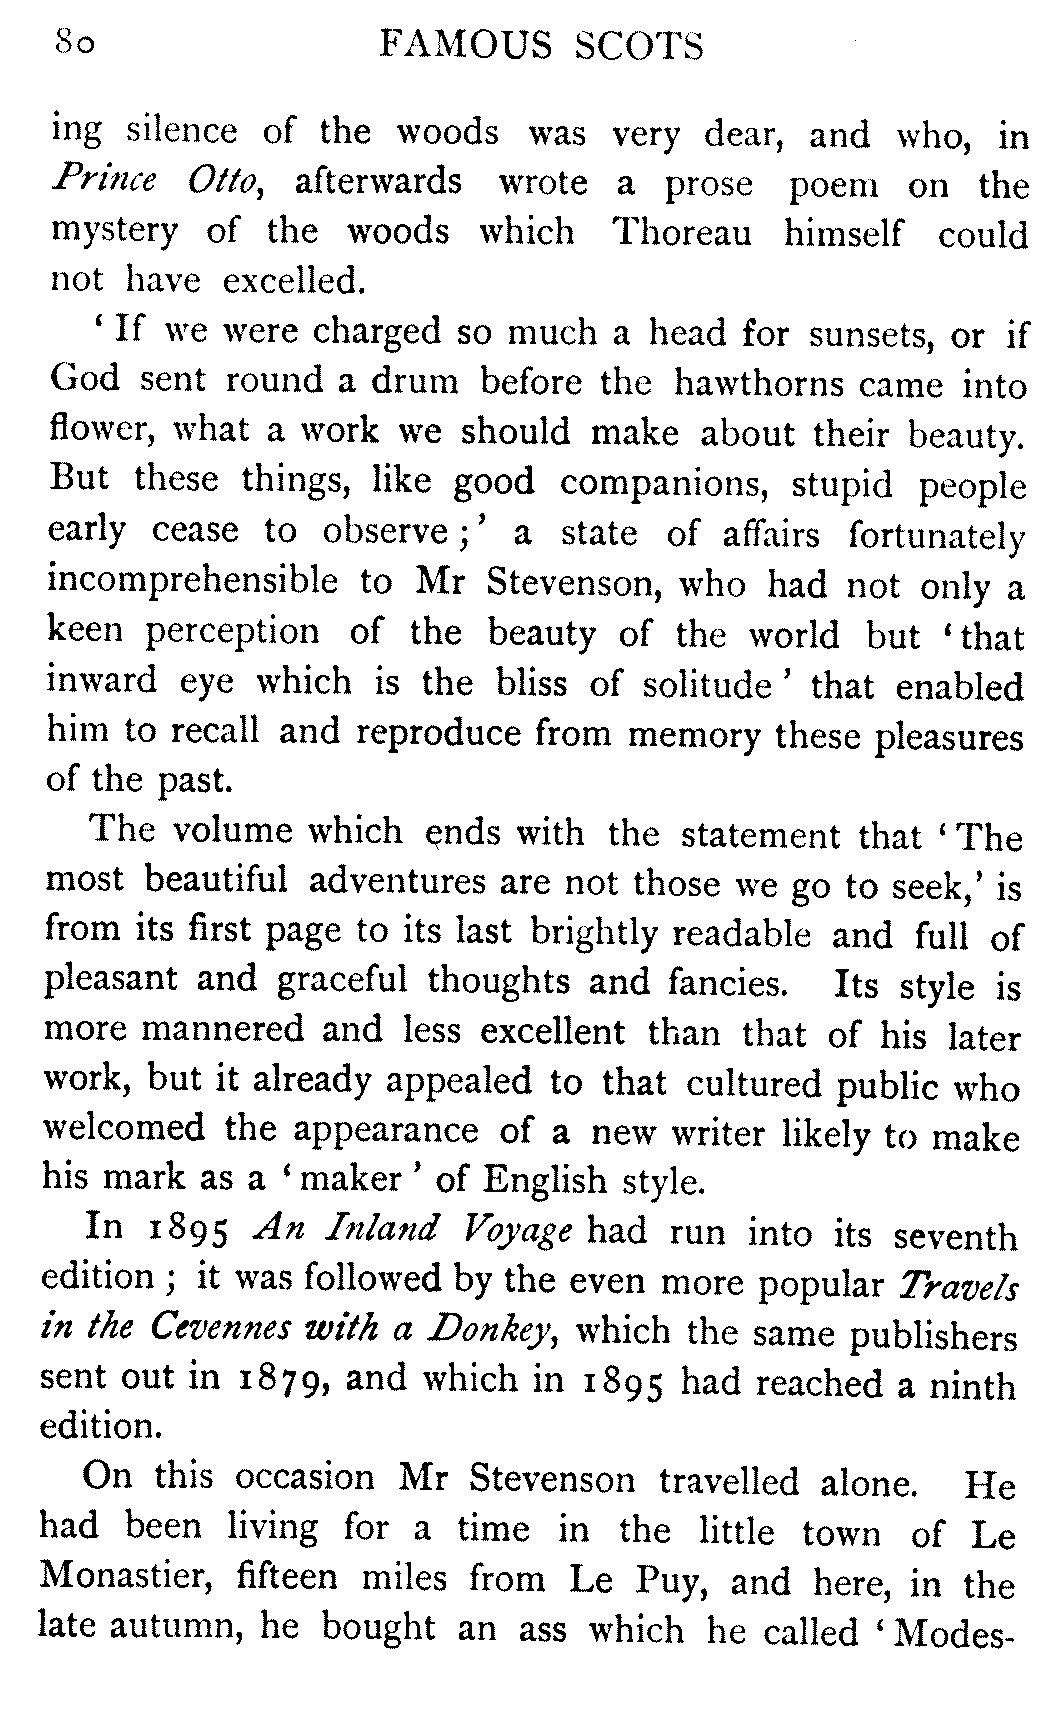 80 FAMOUS SCOTS
ing silence of the woods was very dear, and who, in
Prince Otto, afterwards wrote a prose poem on the
mystery of the woods which Thoreau himself could
not have excelled.
‘ If we were charged so much a head for sunsets, or if
God sent round a drum before the hawthorns came into
flower, what a work we should make about their beauty.
But these things, like good companions, stupid people
early cease to observe ; ’ a state of affairs fortunately
incomprehensible to Mr Stevenson, who had not only a
keen perception of the beauty of the world but ‘ that
inward eye which is the bliss of solitude ’ that enabled
him to recall and reproduce from memory these pleasures
of the past.
The volume which ends with the statement that ‘ The
most beautiful adventures are not those we go to seek,’ is
from its first page to its last brightly readable and full of
pleasant and graceful thoughts and fancies. Its style is
more mannered and less excellent than that of his later
work, but it already appealed to that cultured public who
welcomed the appearance of a new writer likely to make
his mark as a ‘ maker ’ of English style.
In 1895 An Inland Voyage had run into its seventh
edition ; it was followed by the even more popular Travels
in the Cevennes with a Donkey, which the same publishers
sent out in 1879, and which in 1895 had reached a ninth
edition.
On this occasion Mr Stevenson travelled alone. He
had been living for a time in the little town of Le
Monastier, fifteen miles from Le Puy, and here, in the
late autumn, he bought an ass which he called ‘ Modes-